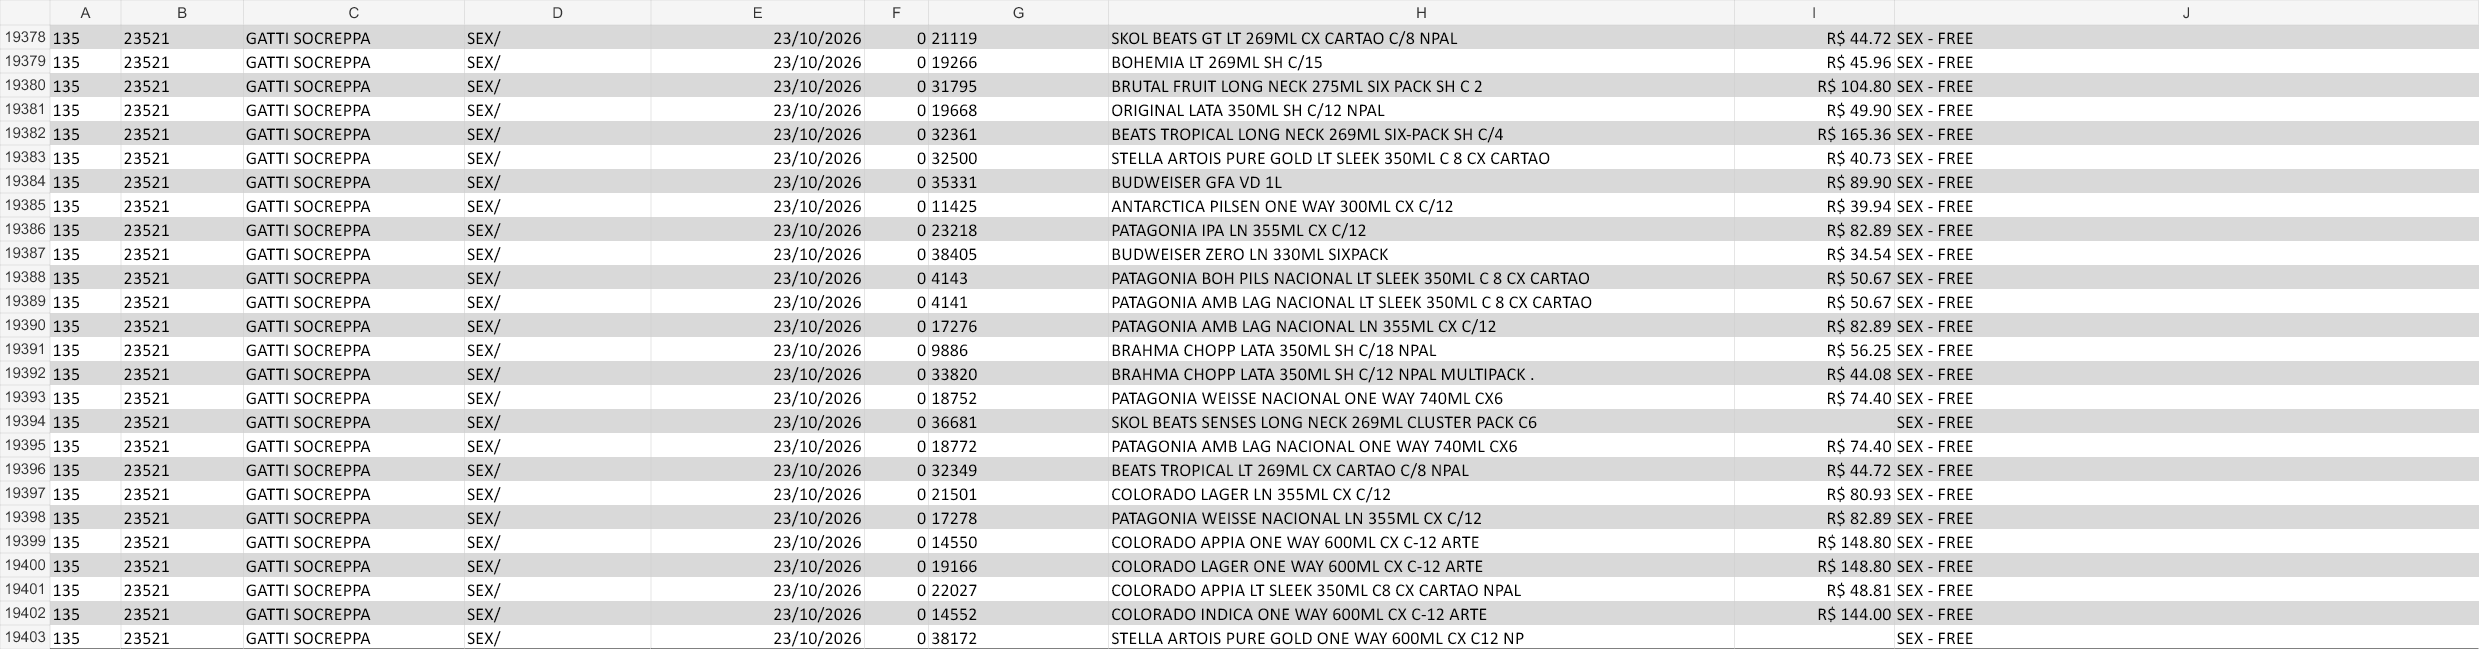 A B C D E F G H I J
19378 135 23521 GATTI SOCREPPA SEX/ 23/10/2026 0 21119 SKOL BEATS GT LT 269ML CX CARTAO C/8 NPAL R$ 44.72 SEX - FREE
19379 135 23521 GATTI SOCREPPA SEX/ 23/10/2026 0 19266 BOHEMIA LT 269ML SH C/15 R$ 45.96 SEX - FREE
19380 135 23521 GATTI SOCREPPA SEX/ 23/10/2026 0 31795 BRUTAL FRUIT LONG NECK 275ML SIX PACK SH C 2 R$ 104.80 SEX - FREE
19381 135 23521 GATTI SOCREPPA SEX/ 23/10/2026 0 19668 ORIGINAL LATA 350ML SH C/12 NPAL R$ 49.90 SEX - FREE
19382 135 23521 GATTI SOCREPPA SEX/ 23/10/2026 0 32361 BEATS TROPICAL LONG NECK 269ML SIX-PACK SH C/4 R$ 165.36 SEX - FREE
19383 135 23521 GATTI SOCREPPA SEX/ 23/10/2026 0 32500 STELLA ARTOIS PURE GOLD LT SLEEK 350ML C 8 CX CARTAO R$ 40.73 SEX - FREE
19384 135 23521 GATTI SOCREPPA SEX/ 23/10/2026 0 35331 BUDWEISER GFA VD 1L R$ 89.90 SEX - FREE
19385 135 23521 GATTI SOCREPPA SEX/ 23/10/2026 0 11425 ANTARCTICA PILSEN ONE WAY 300ML CX C/12 R$ 39.94 SEX - FREE
19386 135 23521 GATTI SOCREPPA SEX/ 23/10/2026 0 23218 PATAGONIA IPA LN 355ML CX C/12 R$ 82.89 SEX - FREE
19387 135 23521 GATTI SOCREPPA SEX/ 23/10/2026 0 38405 BUDWEISER ZERO LN 330ML SIXPACK R$ 34.54 SEX - FREE
19388 135 23521 GATTI SOCREPPA SEX/ 23/10/2026 0 4143 PATAGONIA BOH PILS NACIONAL LT SLEEK 350ML C 8 CX CARTAO R$ 50.67 SEX - FREE
19389 135 23521 GATTI SOCREPPA SEX/ 23/10/2026 0 4141 PATAGONIA AMB LAG NACIONAL LT SLEEK 350ML C 8 CX CARTAO R$ 50.67 SEX - FREE
19390 135 23521 GATTI SOCREPPA SEX/ 23/10/2026 0 17276 PATAGONIA AMB LAG NACIONAL LN 355ML CX C/12 R$ 82.89 SEX - FREE
19391 135 23521 GATTI SOCREPPA SEX/ 23/10/2026 0 9886 BRAHMA CHOPP LATA 350ML SH C/18 NPAL R$ 56.25 SEX - FREE
19392 135 23521 GATTI SOCREPPA SEX/ 23/10/2026 0 33820 BRAHMA CHOPP LATA 350ML SH C/12 NPAL MULTIPACK . R$ 44.08 SEX - FREE
19393 135 23521 GATTI SOCREPPA SEX/ 23/10/2026 0 18752 PATAGONIA WEISSE NACIONAL ONE WAY 740ML CX6 R$ 74.40 SEX - FREE
19394 135 23521 GATTI SOCREPPA SEX/ 23/10/2026 0 36681 SKOL BEATS SENSES LONG NECK 269ML CLUSTER PACK C6 SEX - FREE
19395 135 23521 GATTI SOCREPPA SEX/ 23/10/2026 0 18772 PATAGONIA AMB LAG NACIONAL ONE WAY 740ML CX6 R$ 74.40 SEX - FREE
19396 135 23521 GATTI SOCREPPA SEX/ 23/10/2026 0 32349 BEATS TROPICAL LT 269ML CX CARTAO C/8 NPAL R$ 44.72 SEX - FREE
19397 135 23521 GATTI SOCREPPA SEX/ 23/10/2026 0 21501 COLORADO LAGER LN 355ML CX C/12 R$ 80.93 SEX - FREE
19398 135 23521 GATTI SOCREPPA SEX/ 23/10/2026 0 17278 PATAGONIA WEISSE NACIONAL LN 355ML CX C/12 R$ 82.89 SEX - FREE
19399 135 23521 GATTI SOCREPPA SEX/ 23/10/2026 0 14550 COLORADO APPIA ONE WAY 600ML CX C-12 ARTE R$ 148.80 SEX - FREE
19400 135 23521 GATTI SOCREPPA SEX/ 23/10/2026 0 19166 COLORADO LAGER ONE WAY 600ML CX C-12 ARTE R$ 148.80 SEX - FREE
19401 135 23521 GATTI SOCREPPA SEX/ 23/10/2026 0 22027 COLORADO APPIA LT SLEEK 350ML C8 CX CARTAO NPAL R$ 48.81 SEX - FREE
19402 135 23521 GATTI SOCREPPA SEX/ 23/10/2026 0 14552 COLORADO INDICA ONE WAY 600ML CX C-12 ARTE R$ 144.00 SEX - FREE
19403 135 23521 GATTI SOCREPPA SEX/ 23/10/2026 0 38172 STELLA ARTOIS PURE GOLD ONE WAY 600ML CX C12 NP SEX - FREE